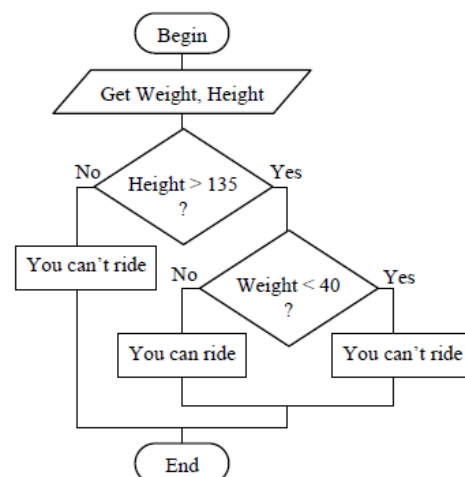 Begin
Get Weight, Height
No
Yes
Height > 135
?
You can’t ride
No
Yes
Weight < 40
?
You can ride
You can’t ride
End